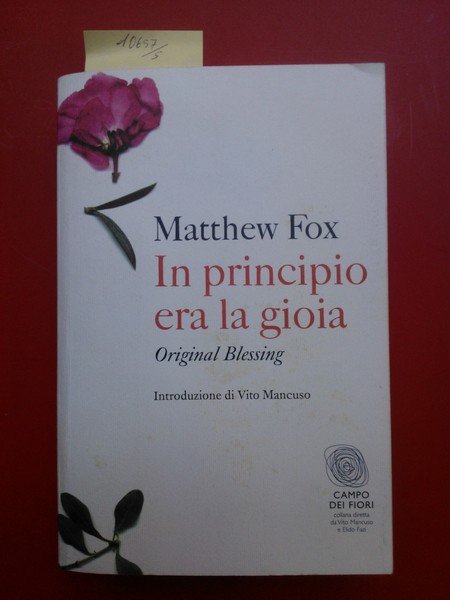 10697
/5
Matthew Fox
In principio
era la gioia
Original Blessing
Introduzione di Vito Mancuso
CAMPO
DEI FIORI
collana diretta
da Vito Mancuso
e Elido Fazi